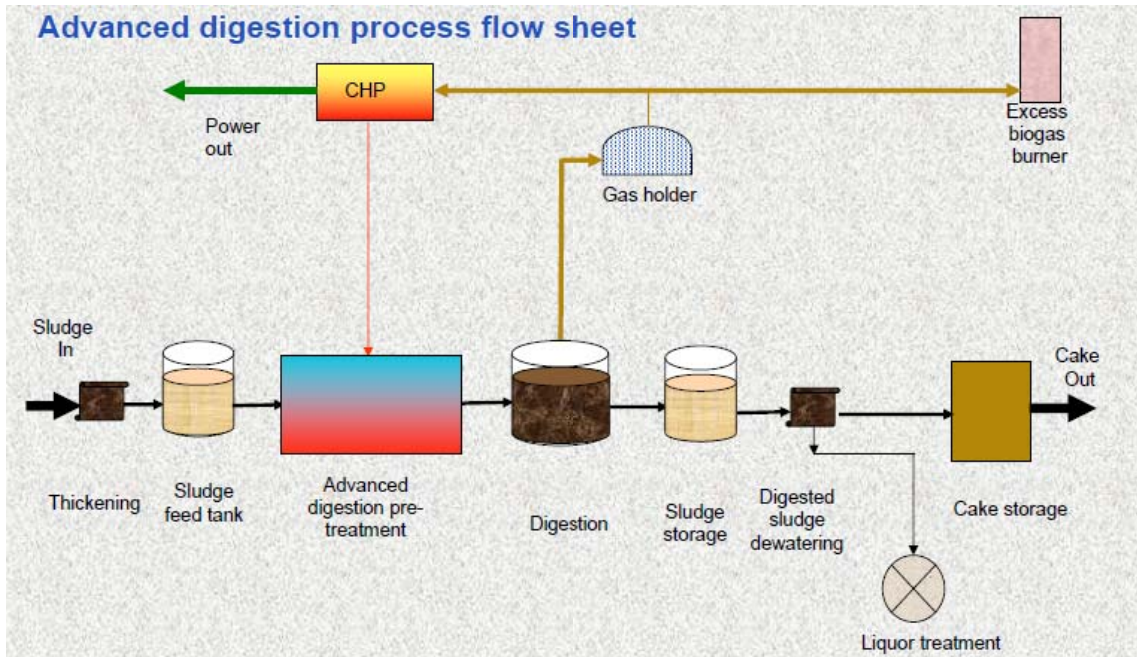 Advanced digestion process flow sheet
CHP
Power
out
Excess
biogas
burner
Gas holder
Sludge
In
Cake
Out
Thickening
Sludge
feed tank
Advanced
digestion pre-
treatment
Digestion
Sludge
storage
Digested
sludge
dewatering
Cake storage
Liquor treatment